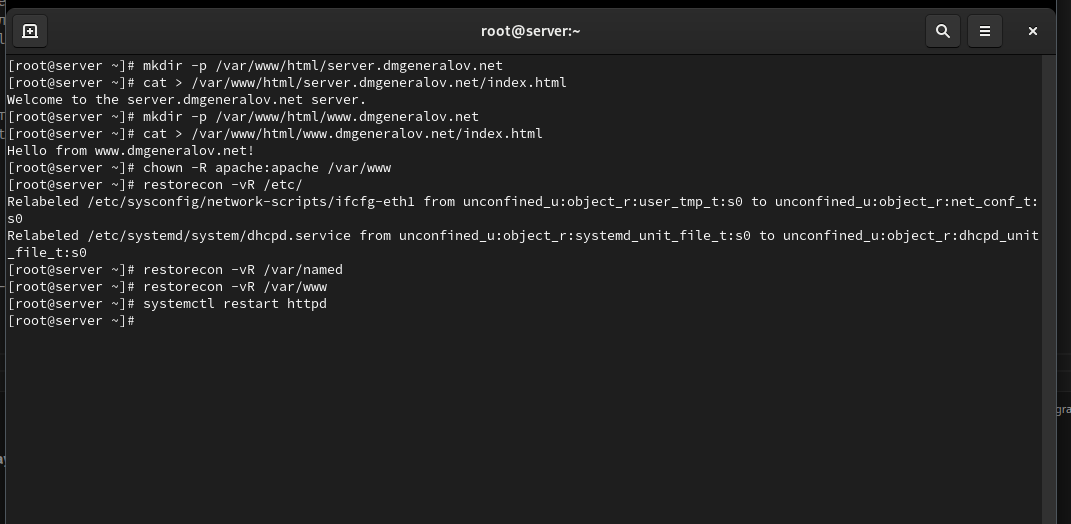 root@server:~
[root@server ~]# mkdir -p /var/www/html/server.dmgeneralov.net
[root@server ~]# cat > /var/www/html/server.dmgeneralov.net/index.html
Welcome to the server.dmgeneralov.net server.
[root@server ~]# mkdir -p /var/www/html/www.dmgeneralov.net
[root@server ~]# cat > /var/www/html/www.dmgeneralov.net/index.html
Hello from www.dmgeneralov.net!
[root@server ~]# chown -R apache:apache /var/www
[root@server ~]# restorecon -vR /etc/
Relabeled /etc/sysconfig/network-scripts/ifcfg-eth1 from unconfined_u:object_r:user_tmp_t:s0 to unconfined_u:object_r:net_conf_t:
s0
Relabeled /etc/systemd/system/dhcpd.service from unconfined_u:object_r:systemd_unit_file_t:s0 to unconfined_u:object_r:dhcpd_unit
_file_t:s0
[root@server ~]# restorecon -vR /var/named
[root@server ~]# restorecon -vR /var/www
[root@server ~]# systemctl restart httpd
[root@server ~]#